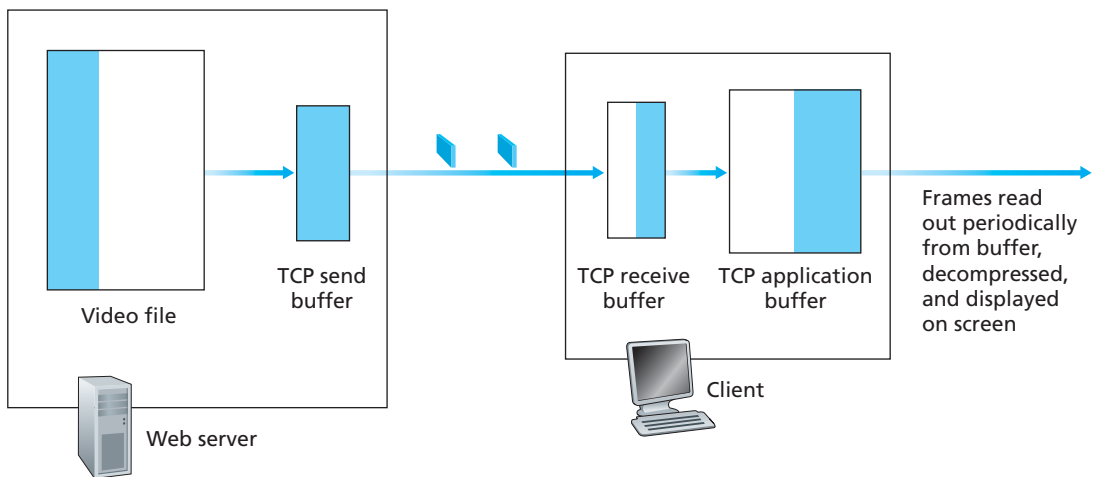 Video file
TCP send
buffer
TCP receive
buffer
TCP application
buffer
Frames read
out periodically
from buffer,
decompressed,
and displayed
on screen
Client
Web server